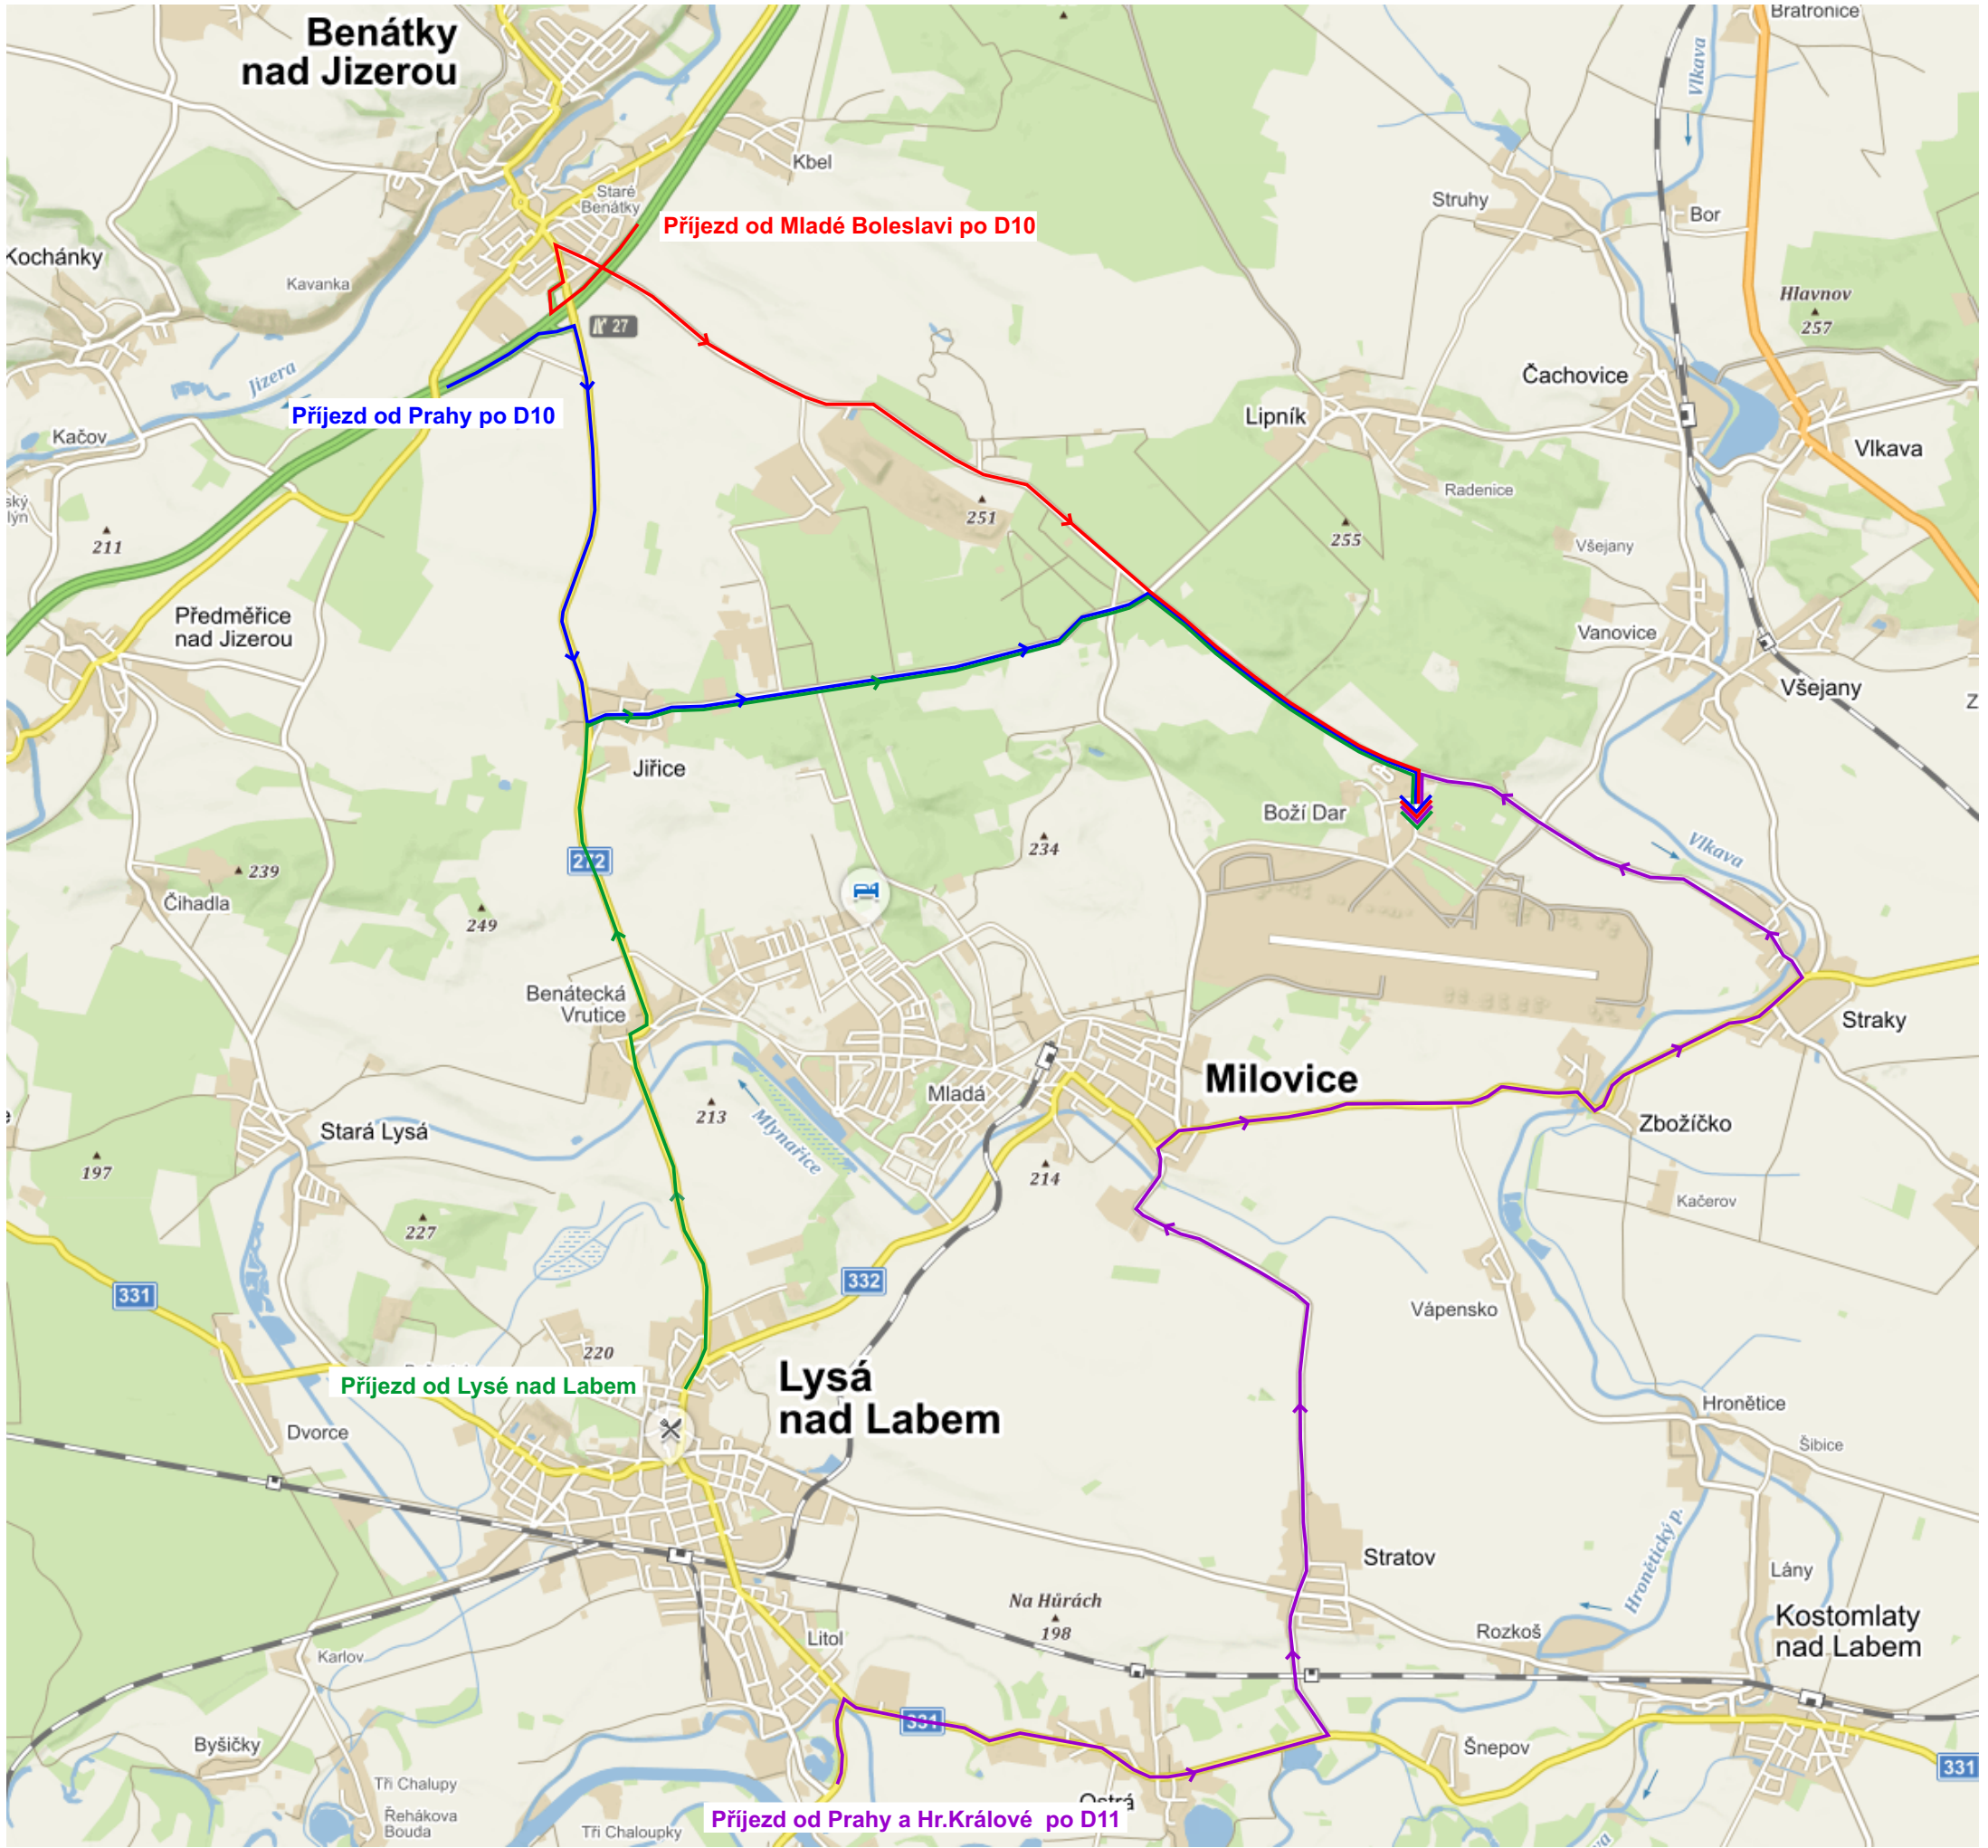 Bratronice
Benátky
nad Jizerou
Vlkava
Kbel
Staré
Benátky
Struhy
Bor
Příjezd od Mladé Boleslavi po D10
Kochánky
Kavanka
Hlavnov
257
27
Jizera
Čachovice
Příjezd od Prahy po D10
Lipník
Kačov
Vlkava
Radenice
ský
lýn
251
211
255
Všejany
Předměřice
nad Jizerou
Vanovice
Všejany
Z
Jiřice
Boží Dar
234
Vlkava
272
239
Čihadla
249
Benátecká
Vrutice
Straky
Milovice
Mladá
213
Mlynařice
Stará Lysá
Zbožíčko
197
214
Kačerov
227
332
331
Vápensko
220
Lysá
nad Labem
Příjezd od Lysé nad Labem
Hronětice
Dvorce
Šibice
Hronětický p.
Stratov
Lány
Na Hůrách
198
Kostomlaty
nad Labem
Rozkoš
Litol
Karlov
331
Byšičky
Šnepov
331
Tři Chalupy
Ostrá
Řehákova
Bouda
Příjezd od Prahy a Hr.Králové po D11
Tři Chaloupky